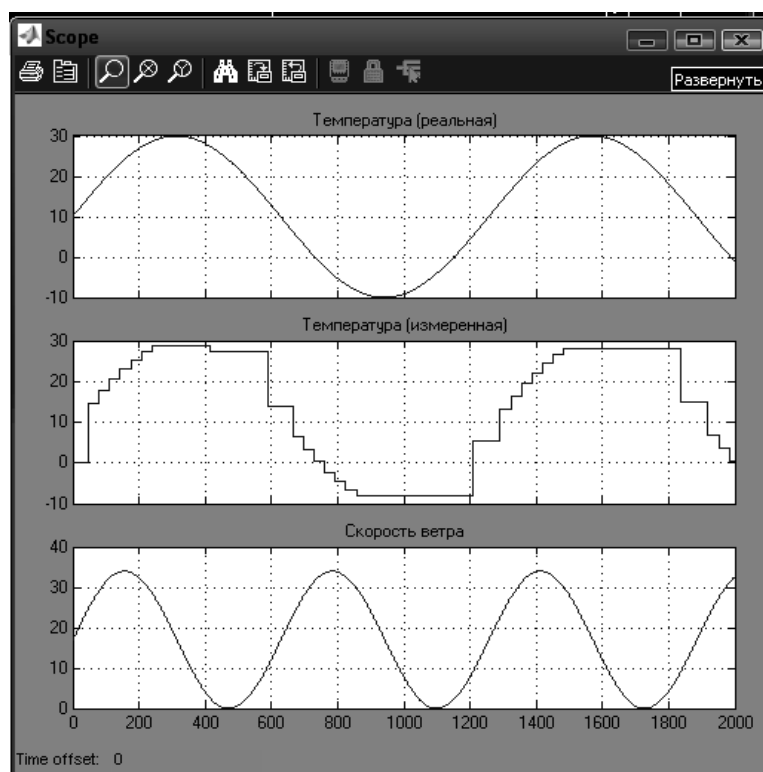 Scope
Развернуть
Температура (реальная)
30
20
10
0
-10
Температура (измеренная)
30
20
10
0
-10
Скорость ветра
40
30
20
10
0
0 200 400 600 800 1000 1200 1400 1600 1800 2000
Time offset: 0